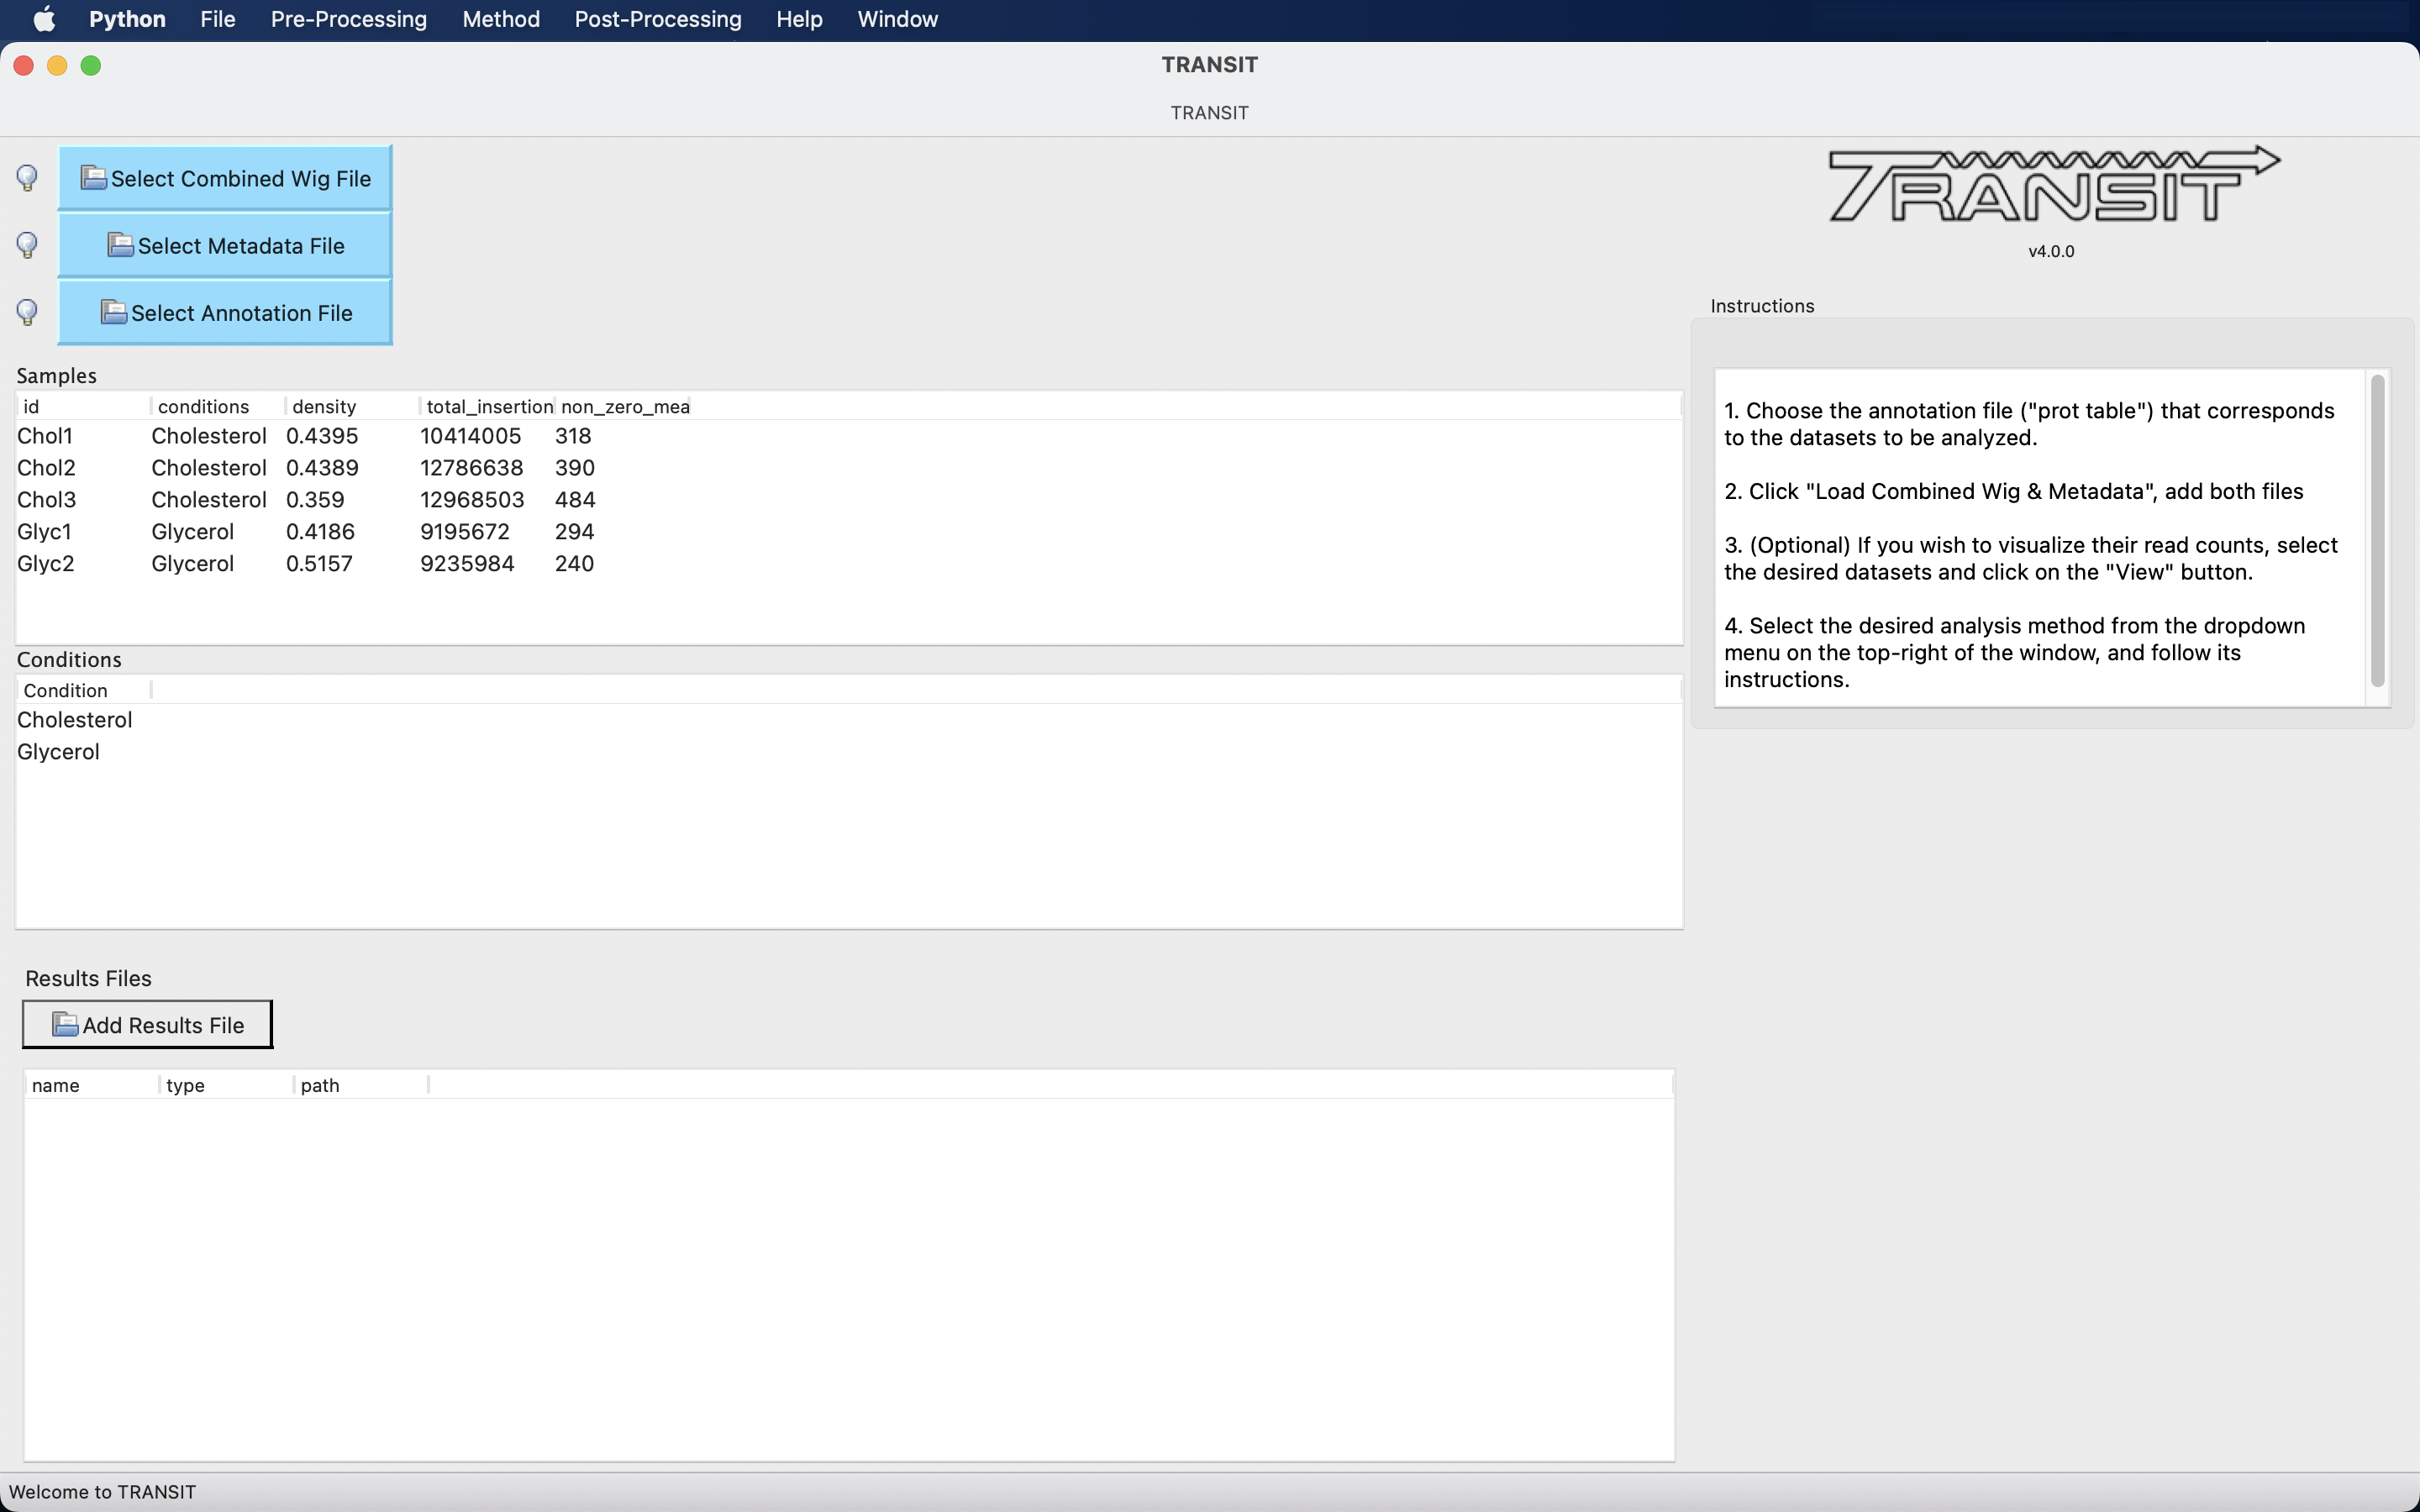 Python File Pre-Processing Method Post-Processing Help Window
TRANSIT
TRANSIT
Select Combined Wig File
Select Metadata File
Select Annotation File
TRANSIT
v4.0.0
Instructions
1. Choose the annotation file ("prot table") that corresponds
to the datasets to be analyzed.
2. Click "Load Combined Wig & Metadata", add both files
3. (Optional) If you wish to visualize their read counts, select
the desired datasets and click on the "View" button.
4. Select the desired analysis method from the dropdown
menu on the top-right of the window, and follow its
instructions.
Samples
id conditions density total_insertion non_zero_mea
Chol1 Cholesterol 0.4395 10414005 318
Chol2 Cholesterol 0.4389 12786638 390
Chol3 Cholesterol 0.359 12968503 484
Glyc1 Glycerol 0.4186 9195672 294
Glyc2 Glycerol 0.5157 9235984 240
Conditions
Condition
Cholesterol
Glycerol
Results Files
Add Results File
name type path
Welcome to TRANSIT